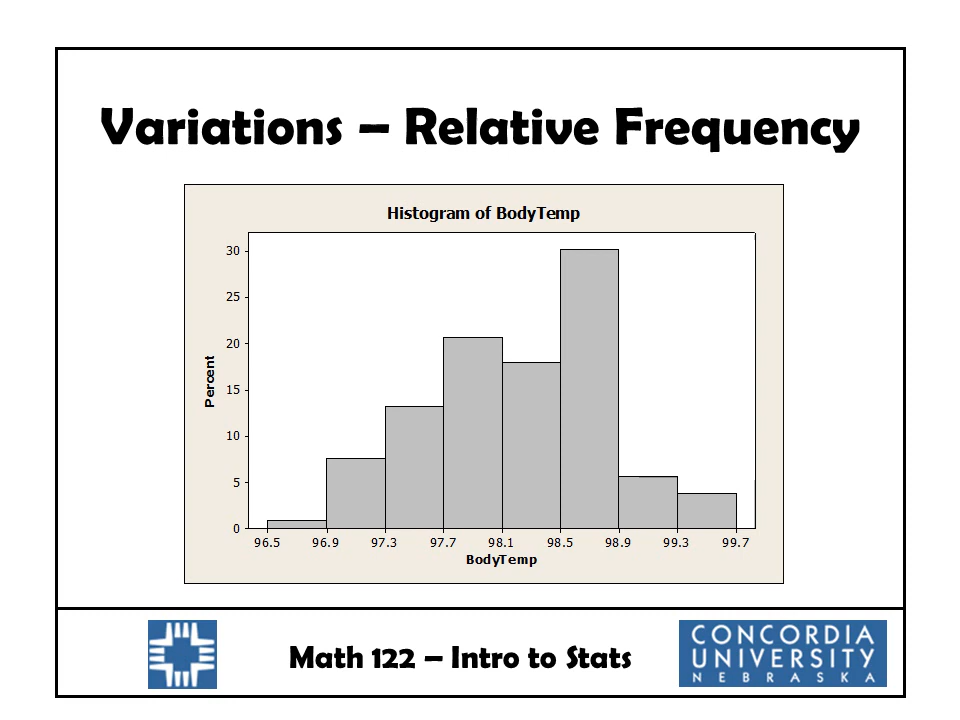 Variations – Relative Frequency
Histogram of BodyTemp
30
25
20
15
10
5
0
Percent
96.5 96.9 97.3 97.7 98.1 98.5 98.9 99.3 99.7
BodyTemp
Math 122 – Intro to Stats
CONCORDIA
UNIVERSITY
NEBRASKA